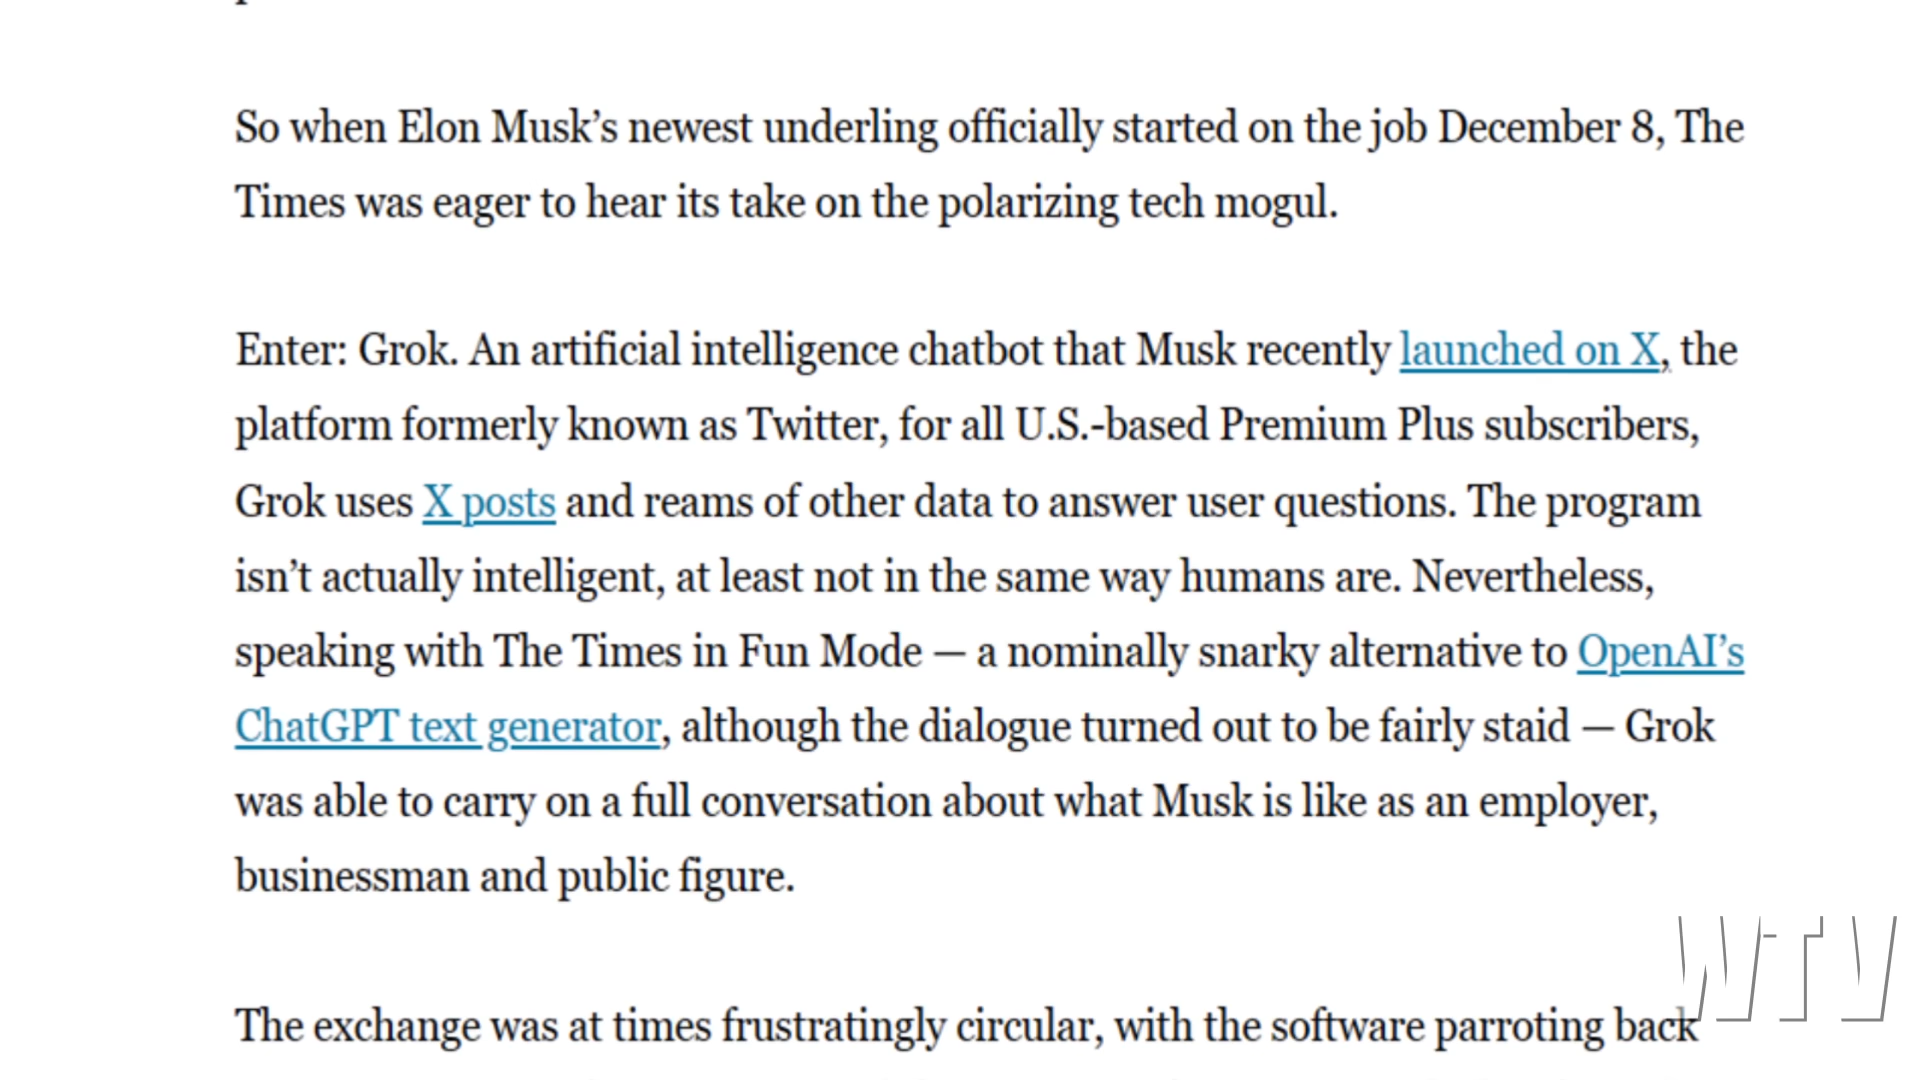 So when Elon Musk’s newest underling officially started on the job December 8, The
Times was eager to hear its take on the polarizing tech mogul.
Enter: Grok. An artificial intelligence chatbot that Musk recently launched on X, the
platform formerly known as Twitter, for all U.S.-based Premium Plus subscribers,
Grok uses X posts and reams of other data to answer user questions. The program
isn’t actually intelligent, at least not in the same way humans are. Nevertheless,
speaking with The Times in Fun Mode — a nominally snarky alternative to OpenAI’s
ChatGPT text generator, although the dialogue turned out to be fairly staid — Grok
was able to carry on a full conversation about what Musk is like as an employer,
businessman and public figure.
The exchange was at times frustratingly circular, with the software parroting back
WTV